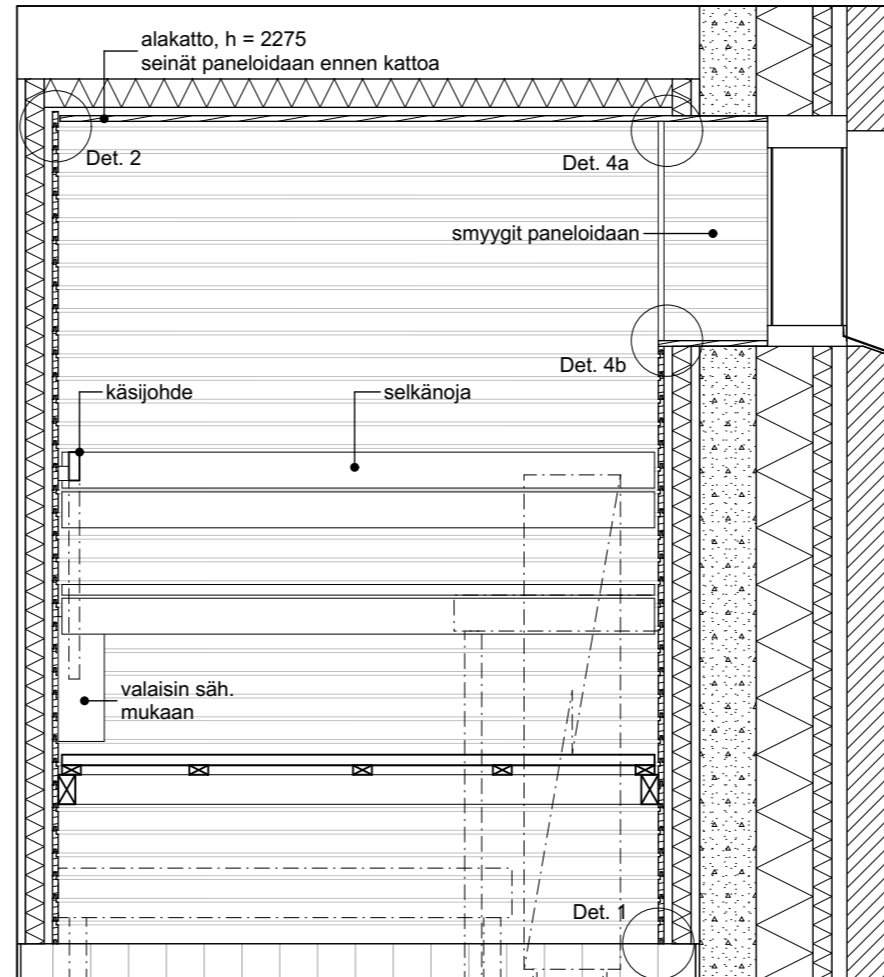 alakatto, h = 2275
seinät paneloidaan ennen kattoa
Det. 2
Det. 4a
smyygit paneloidaan
Det. 4b
käsijohde
selkänoja
valaisin säh.
mukaan
Det. 1